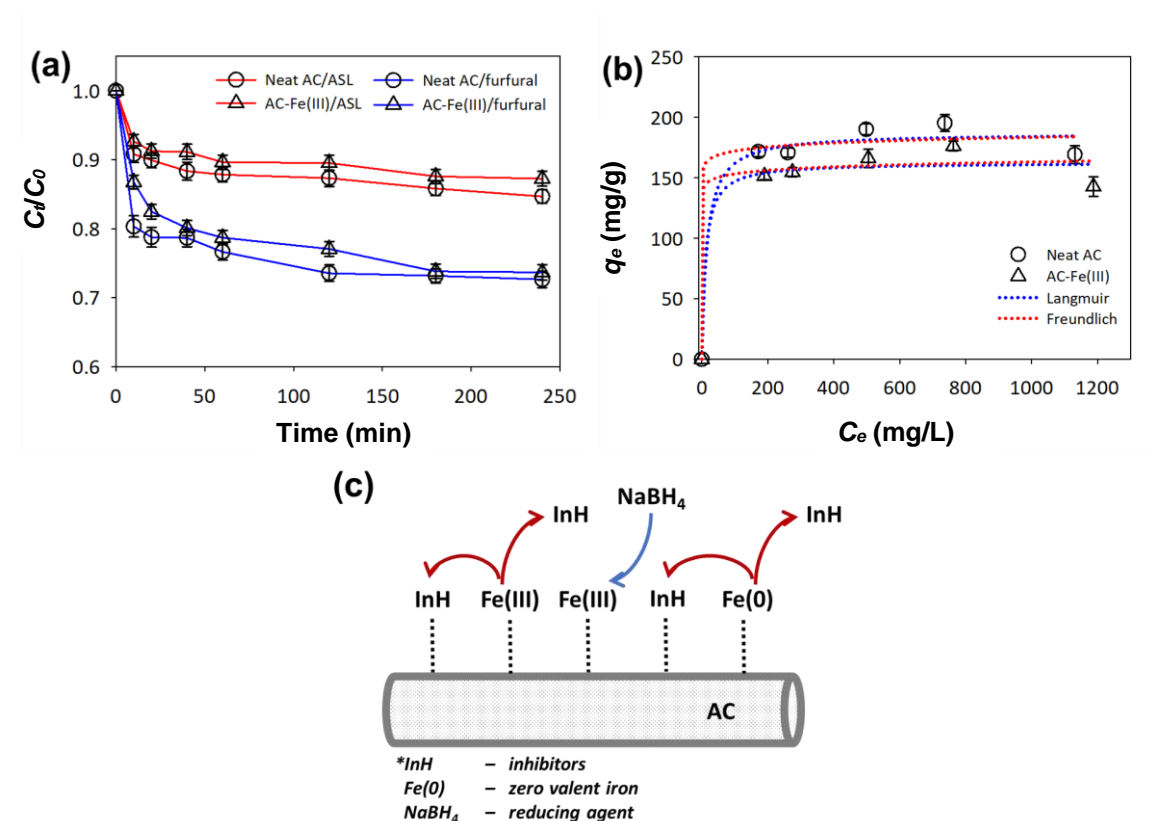 (a)
Neat AC/ASL
Neat AC/furfural
AC-Fe(III)/ASL
AC-Fe(III)/furfural
1.0
0.9
0.8
0.7
0.6
Ct/C0
0
50
100
150
200
250
Time (min)
(b)
250
200
150
100
50
0
qe (mg/g)
Neat AC
AC-Fe(III)
Langmuir
Freundlich
0
200
400
600
800
1000
1200
Ce (mg/L)
(c)
NaBH4
InH
InH
InH Fe(III) Fe(III) InH Fe(0)
AC
*InH – inhibitors
Fe(0) – zero valent iron
NaBH4 – reducing agent